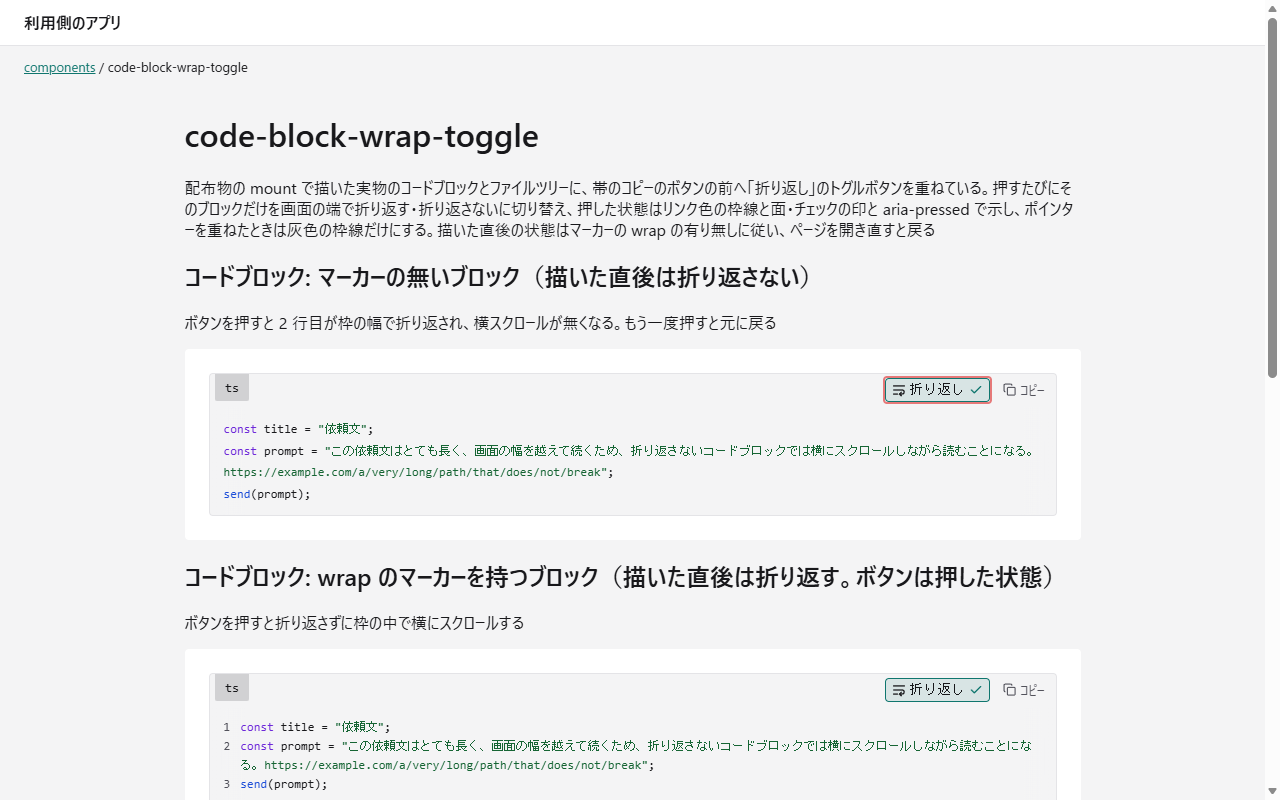 利用側のアプリ
components / code-block-wrap-toggle
code-block-wrap-toggle
配布物の mount で描いた実物のコードブロックとファイルツリーに、帯のコピーのボタンの前へ「折り返し」のトグルボタンを重ねている。押すたびにそ
のブロックだけを画面の端で折り返す・折り返さないに切り替え、押した状態はリンク色の枠線と面・チェックの印と aria-pressed で示し、ポインタ
ーを重ねたときは灰色の枠線だけにする。描いた直後の状態はマーカーの wrap の有り無しに従い、ページを開き直すと戻る
コードブロック: マーカーの無いブロック（描いた直後は折り返さない）
ボタンを押すと 2 行目が枠の幅で折り返され、横スクロールが無くなる。もう一度押すと元に戻る
ts 折り返し コピー
const title = "依頼文";
const prompt = "この依頼文はとても長く、画面の幅を越えて続くため、折り返さないコードブロックでは横にスクロールしながら読むことになる。
https://example.com/a/very/long/path/that/does/not/break";
send(prompt);
コードブロック: wrap のマーカーを持つブロック（描いた直後は折り返す。ボタンは押した状態）
ボタンを押すと折り返さずに枠の中で横にスクロールする
ts 折り返し コピー
1 const title = "依頼文";
2 const prompt = "この依頼文はとても長く、画面の幅を越えて続くため、折り返さないコードブロックでは横にスクロールしながら読むことにな
る。https://example.com/a/very/long/path/that/does/not/break";
3 send(prompt);